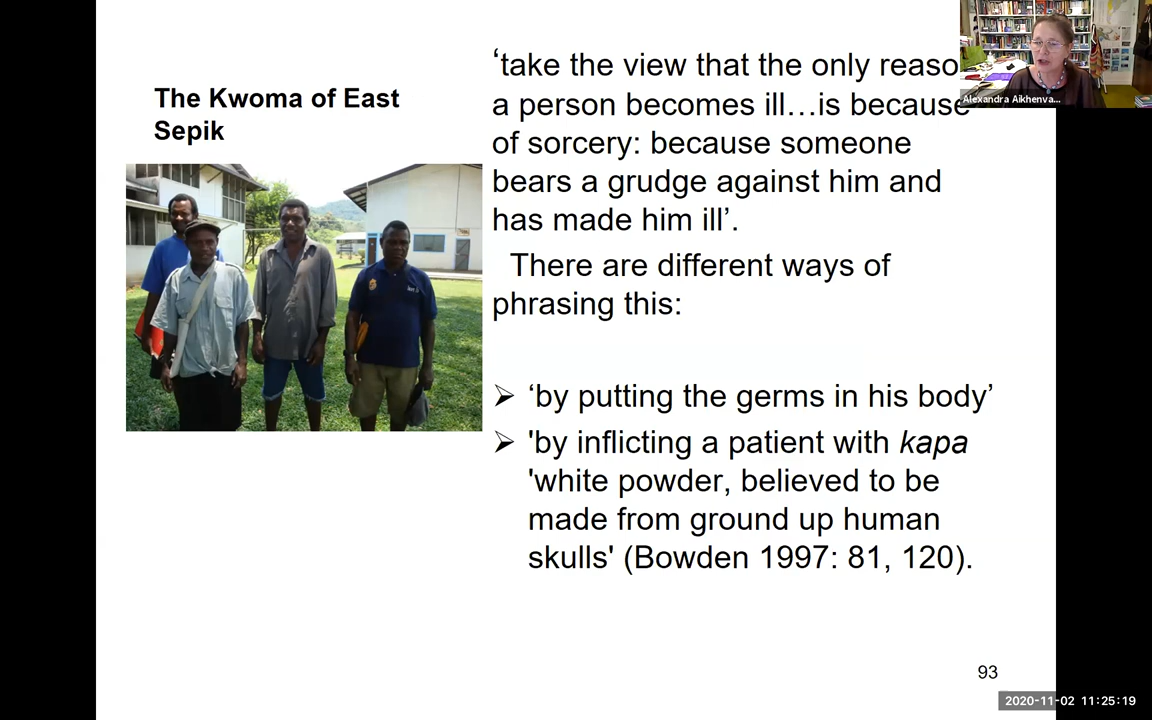 The Kwoma of East
Sepik
‘take the view that the only reaso
a person becomes ill…is because
of sorcery: because someone
bears a grudge against him and
has made him ill’.
There are different ways of
phrasing this:
➢ ‘by putting the germs in his body’
➢ 'by inflicting a patient with kapa
'white powder, believed to be
made from ground up human
skulls' (Bowden 1997: 81, 120).
93
Alexandra Aikhenva...
2020-11-02 11:25:19